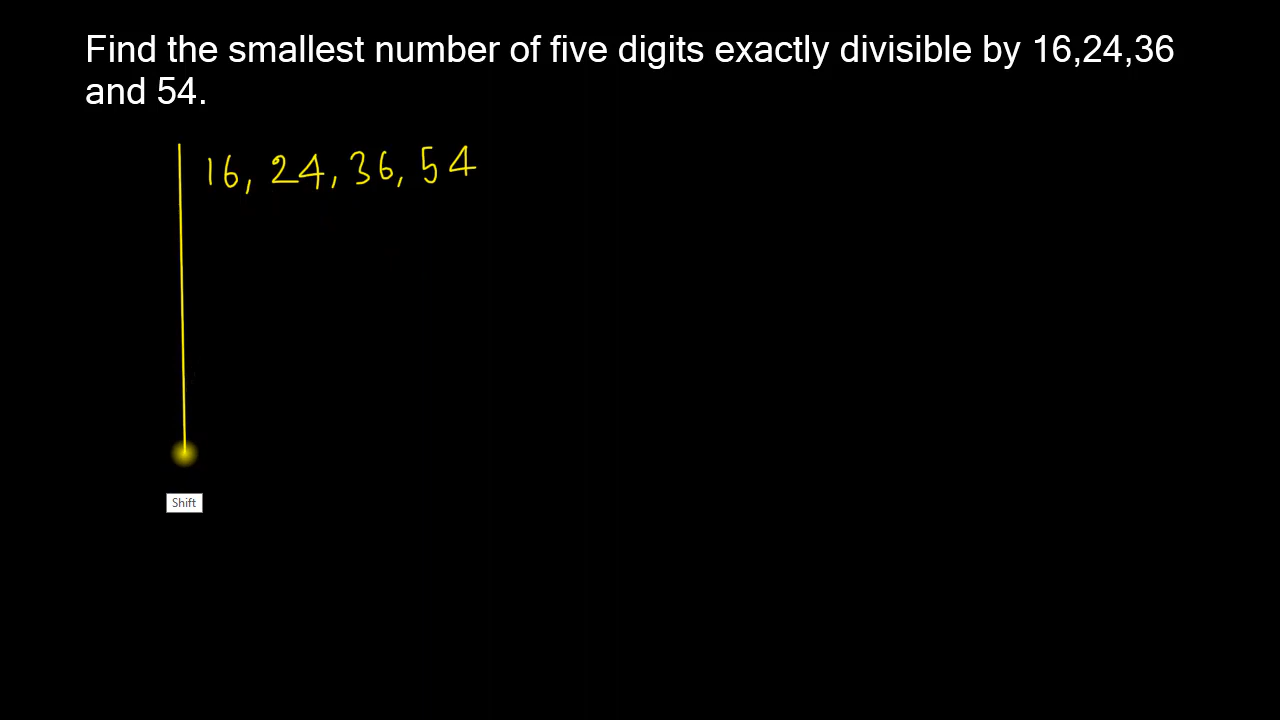 Find the smallest number of five digits exactly divisible by 16,24,36
and 54.
16, 24, 36, 54
Shift